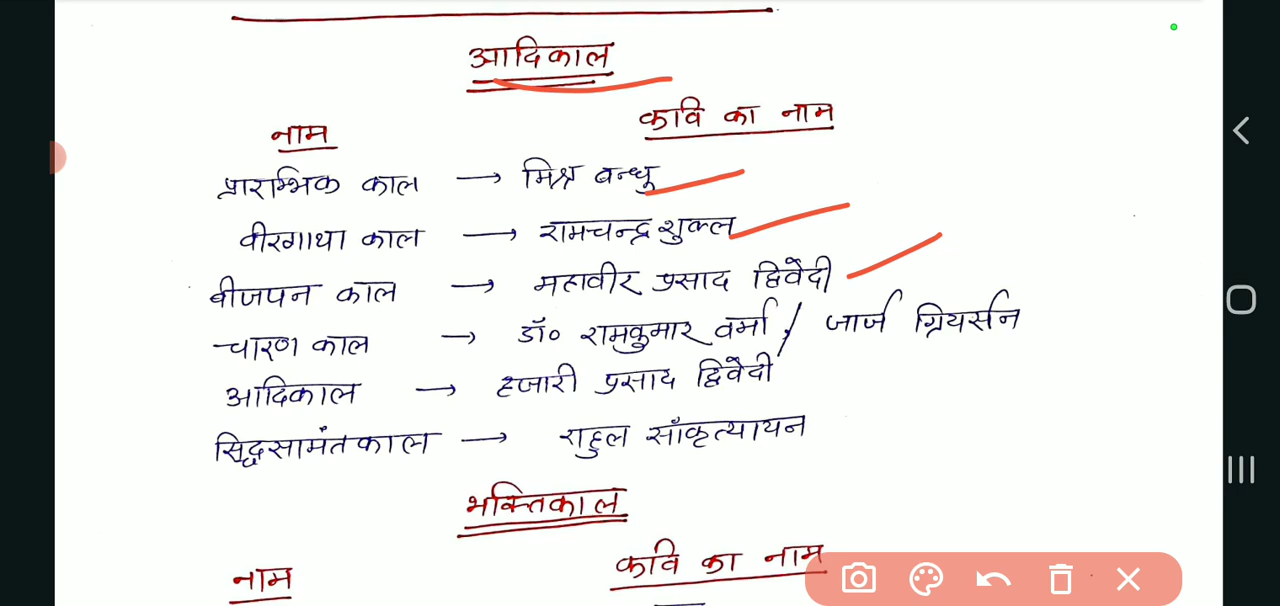 आदिकाल
नाम कवि का नाम
प्रारम्भिक काल → मिश्र बन्धु
वीरगाथा काल → रामचन्द्र शुक्ल
बीजपन काल → महावीर प्रसाद द्विवेदी
चारण काल → डॉ० रामकुमार वर्मा / जार्ज ग्रियर्सन
आदिकाल → हजारी प्रसाद द्विवेदी
सिद्धसामंतकाल → राहुल साँकृत्यायन
भक्तिकाल
नाम कवि का नाम